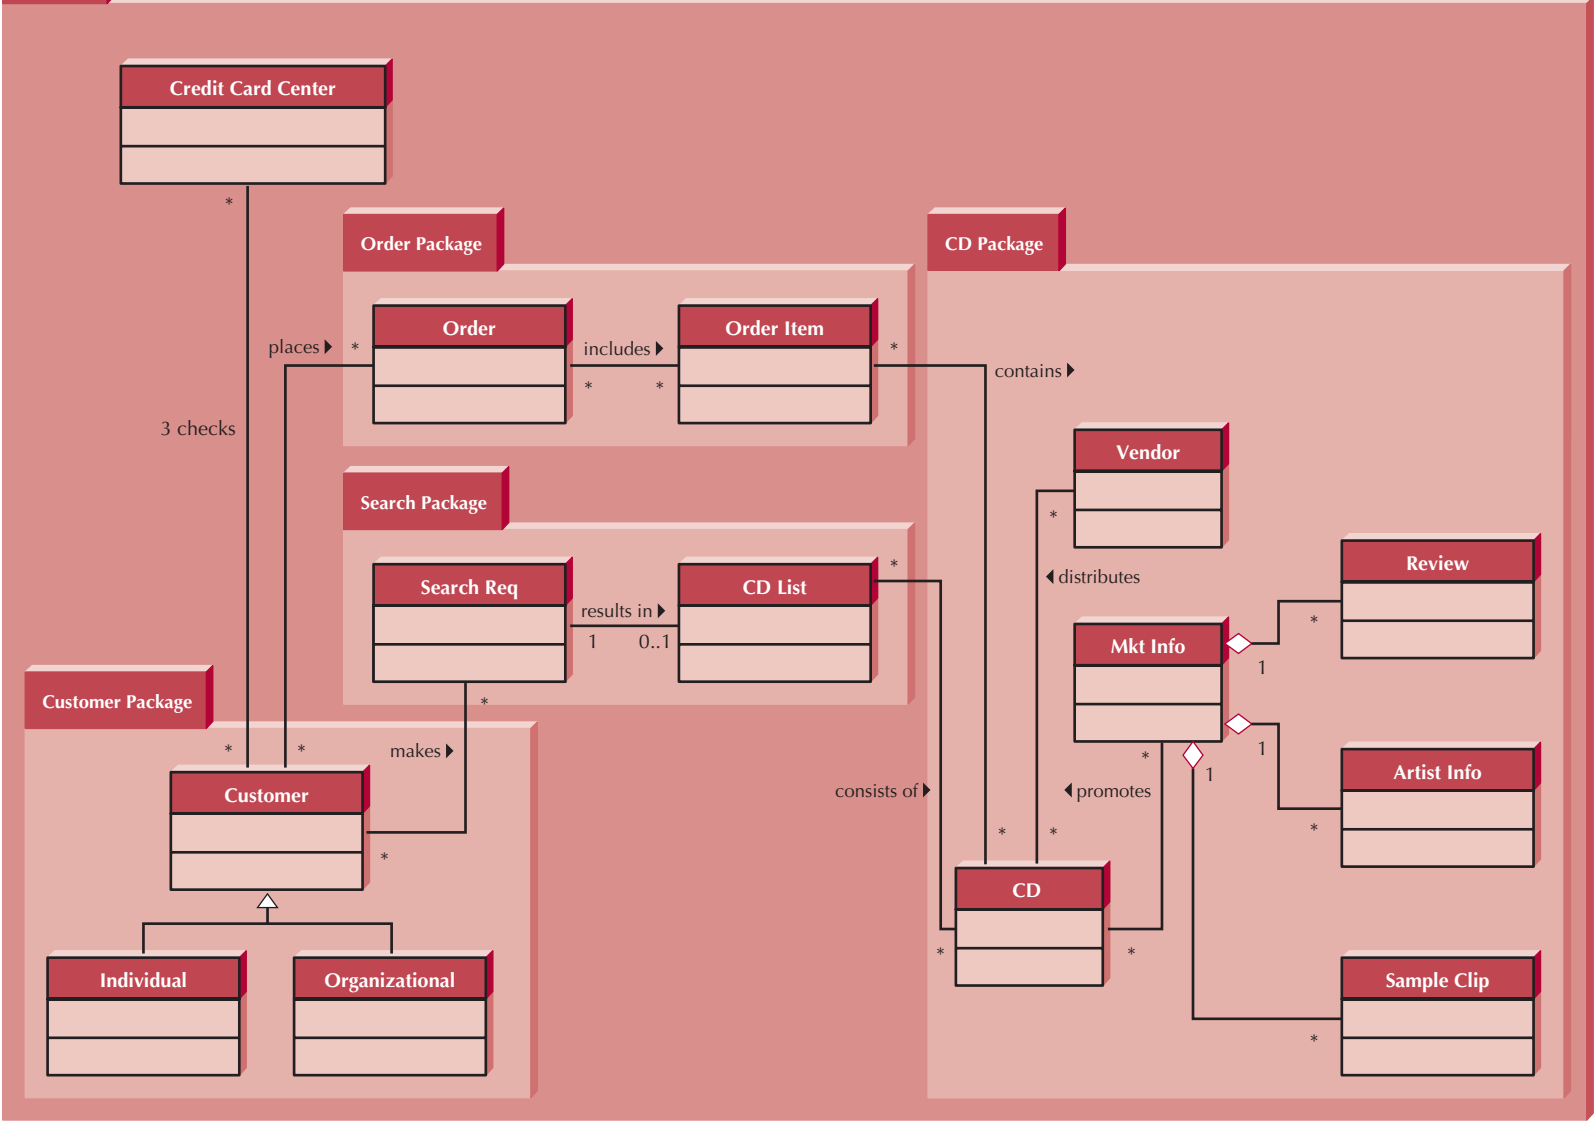 Credit Card Center
*
Order Package
CD Package
Order
Order Item
places
*
includes
*
*
*
contains
3 checks
Vendor
*
Search Package
Search Req
CD List
*
results in
1
0..1
distributes
Review
*
Mkt Info
1
Customer Package
*
makes
*
*
Customer
*
consists of
promotes
*
1
1
Artist Info
*
*
*
CD
*
*
Individual
Organizational
Sample Clip
*